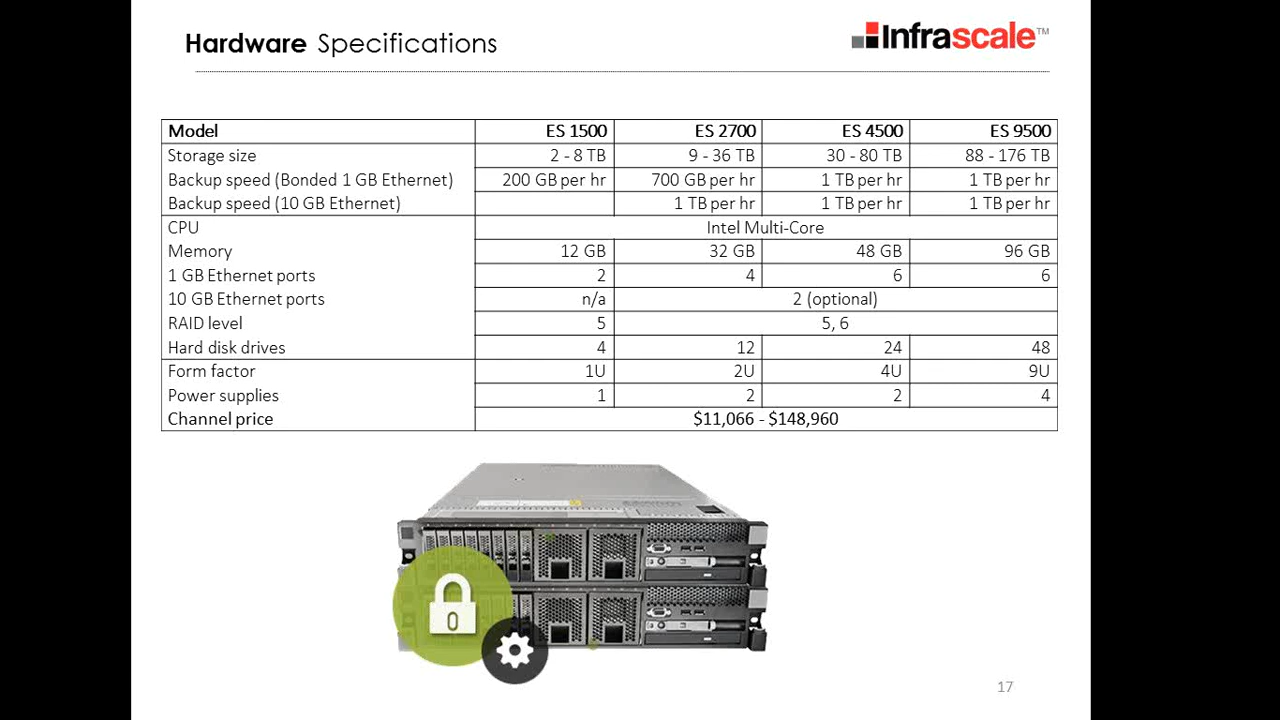 Hardware Specifications
Infrascale™
Model ES 1500 ES 2700 ES 4500 ES 9500
Storage size 2 - 8 TB 9 - 36 TB 30 - 80 TB 88 - 176 TB
Backup speed (Bonded 1 GB Ethernet) 200 GB per hr 700 GB per hr 1 TB per hr 1 TB per hr
Backup speed (10 GB Ethernet) 1 TB per hr 1 TB per hr 1 TB per hr
CPU Intel Multi-Core
Memory 12 GB 32 GB 48 GB 96 GB
1 GB Ethernet ports 2 4 6 6
10 GB Ethernet ports n/a 2 (optional)
RAID level 5 5, 6
Hard disk drives 4 12 24 48
Form factor 1U 2U 4U 9U
Power supplies 1 2 2 4
Channel price $11,066 - $148,960
17